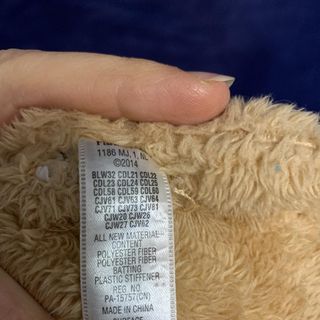 1186 MJ, 1, NL
©2014
BLW32 CDL21 CDL22
CDL23 CDL24 CDL25
CDL58 CDL59 CDL60
CJV61 CJV63 CJV64
CJV71 CJV73 CJV81
CJW20 CJW26
CJW27 CJV62
ALL NEW MATERIAL
CONTENT
POLYESTER FIBER
POLYESTER FIBER
BATTING
PLASTIC STIFFENER
REG. NO.
PA-15757(CN)
MADE IN CHINA